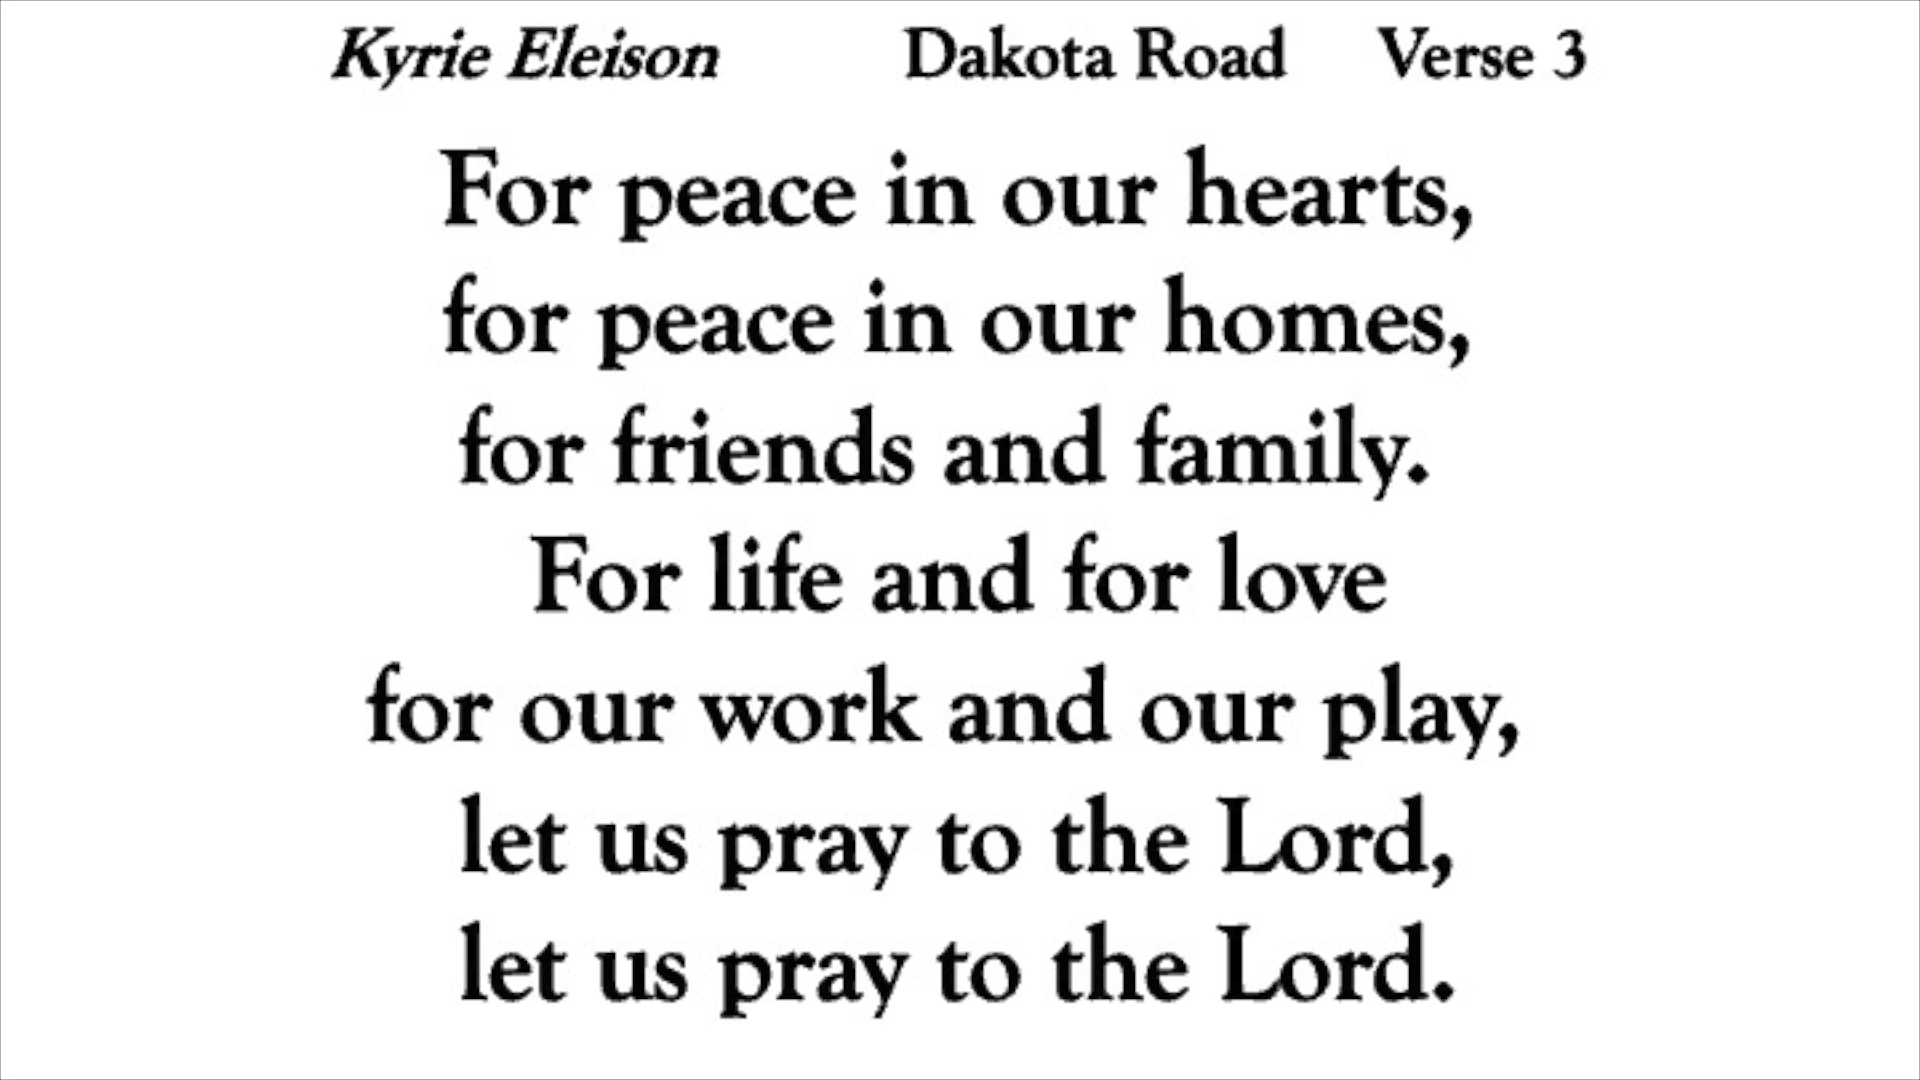 Kyrie Eleison Dakota Road Verse 3
For peace in our hearts,
for peace in our homes,
for friends and family.
For life and for love
for our work and our play,
let us pray to the Lord,
let us pray to the Lord.